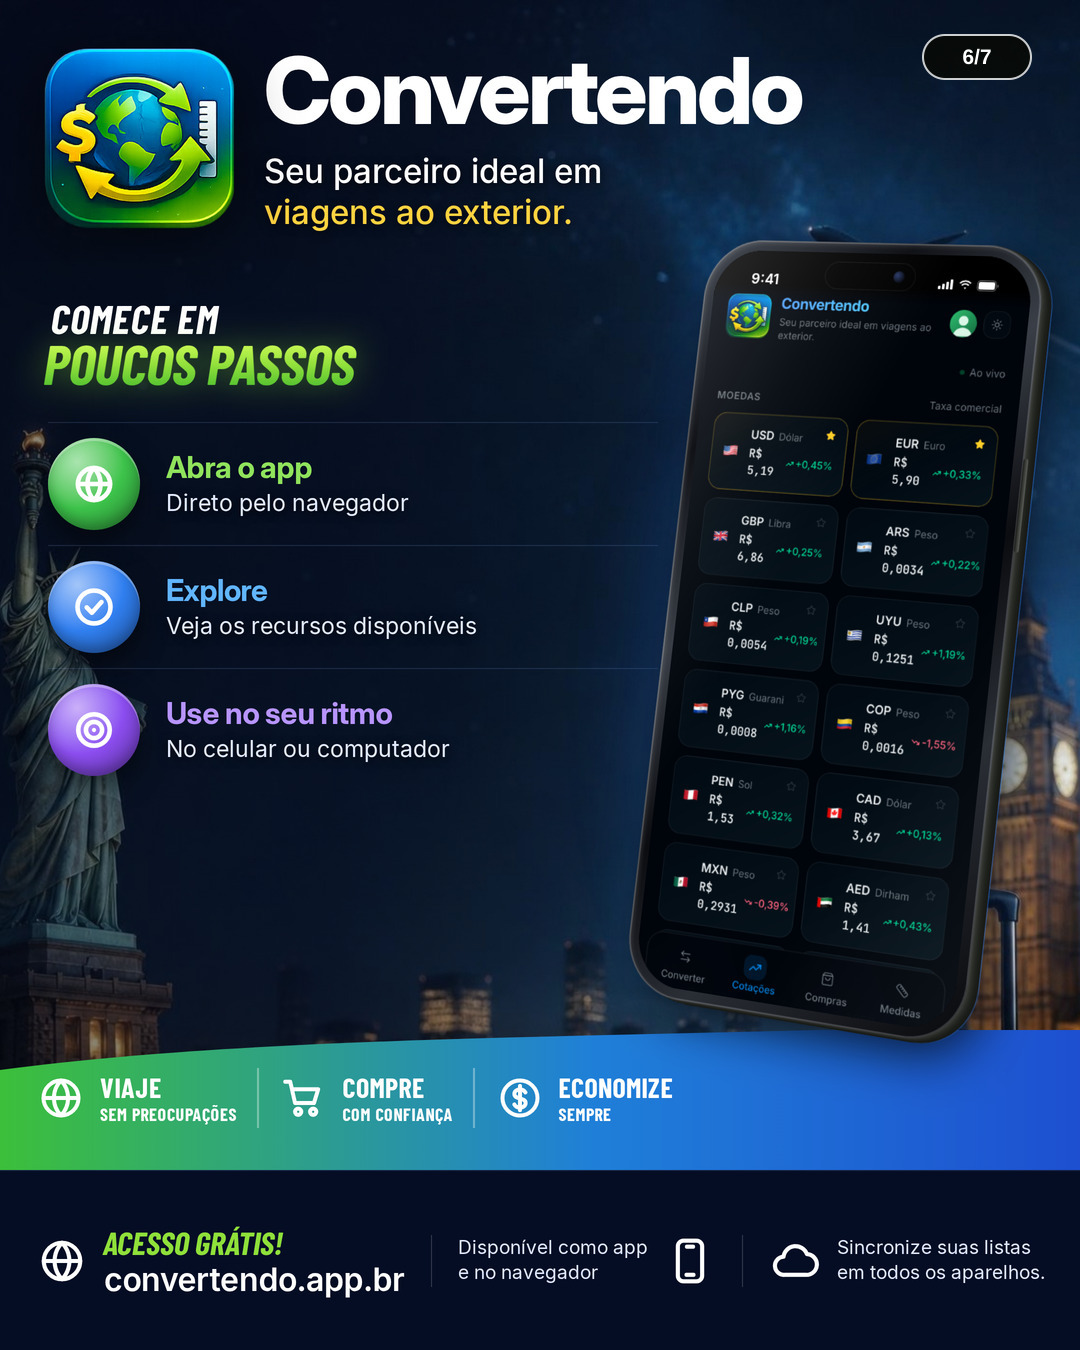 6/7
Convertendo
Seu parceiro ideal em
viagens ao exterior.
COMECE EM
POUCOS PASSOS
Abra o app
Direto pelo navegador
Explore
Veja os recursos disponíveis
Use no seu ritmo
No celular ou computador
9:41
Convertendo
Seu parceiro ideal em viagens ao
exterior.
Ao vivo
MOEDAS
Taxa comercial
USD Dólar
R$
5,19
+0,45%
EUR Euro
R$
5,90
+0,33%
GBP Libra
R$
6,86
+0,25%
ARS Peso
R$
0,0034
+0,22%
CLP Peso
R$
0,0054
+0,19%
UYU Peso
R$
0,1251
+1,19%
PYG Guarani
R$
0,0008
+1,16%
COP Peso
R$
0,0016
-1,55%
PEN Sol
R$
1,53
+0,32%
CAD Dólar
R$
3,67
+0,13%
MXN Peso
R$
0,2931
-0,39%
AED Dirham
R$
1,41
+0,43%
Converter
Cotações
Compras
Medidas
VIAJE
SEM PREOCUPAÇÕES
COMPRE
COM CONFIANÇA
ECONOMIZE
SEMPRE
ACESSO GRÁTIS!
convertendo.app.br
Disponível como app
e no navegador
Sincronize suas listas
em todos os aparelhos.